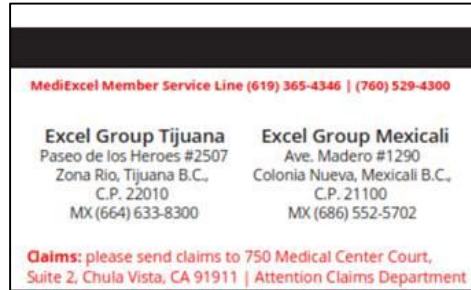 MediExcel Member Service Line (619) 365-4346 | (760) 529-4300
Excel Group Tijuana
Paseo de los Heroes #2507
Zona Rio, Tijuana B.C.,
C.P. 22010
MX (664) 633-8300
Excel Group Mexicali
Ave. Madero #1290
Colonia Nueva, Mexicali B.C.,
C.P. 21100
MX (686) 552-5702
Claims: please send claims to 750 Medical Center Court,
Suite 2, Chula Vista, CA 91911 | Attention Claims Department